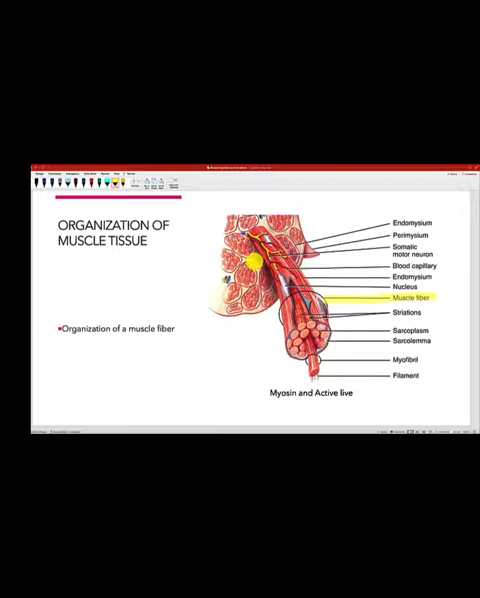 ORGANIZATION OF
MUSCLE TISSUE
Organization of a muscle fiber
Endomysium
Perimysium
Somatic
motor neuron
Blood capillary
Endomysium
Nucleus
Muscle fiber
Striations
Sarcoplasm
Sarcolemma
Myofibril
Filament
Myosin and Active live